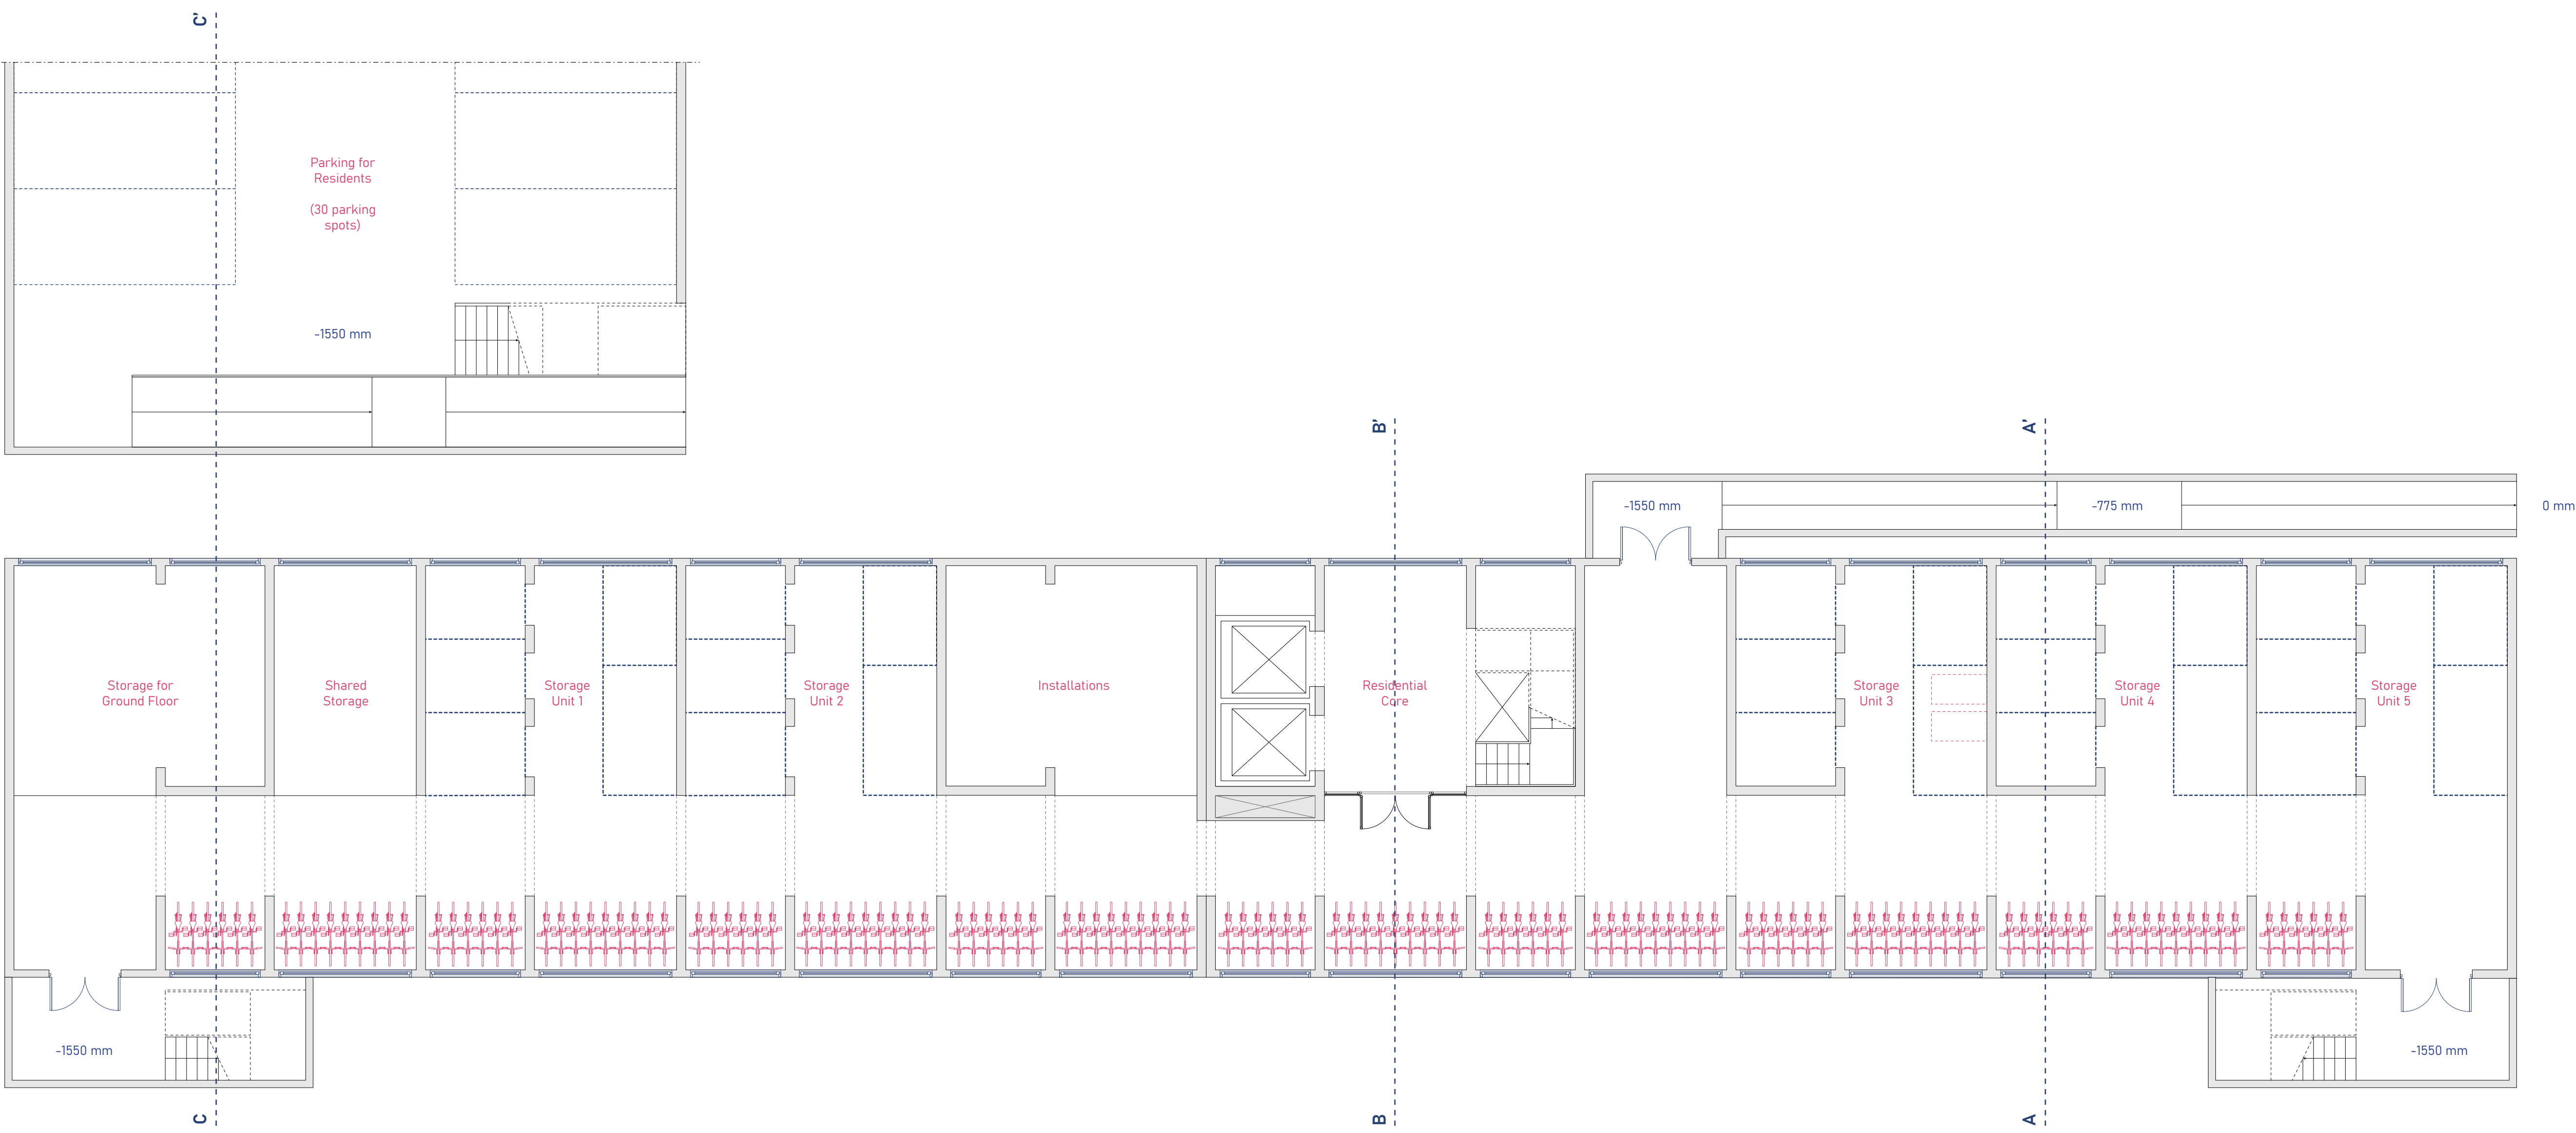 C'
Parking for
Residents
(30 parking
spots)
-1550 mm
B'
A'
-1550 mm
-775 mm
0 mm
Storage for
Ground Floor
Shared
Storage
Storage
Unit 1
Storage
Unit 2
Installations
Residential
Core
Storage
Unit 3
Storage
Unit 4
Storage
Unit 5
-1550 mm
-1550 mm
C
B
A